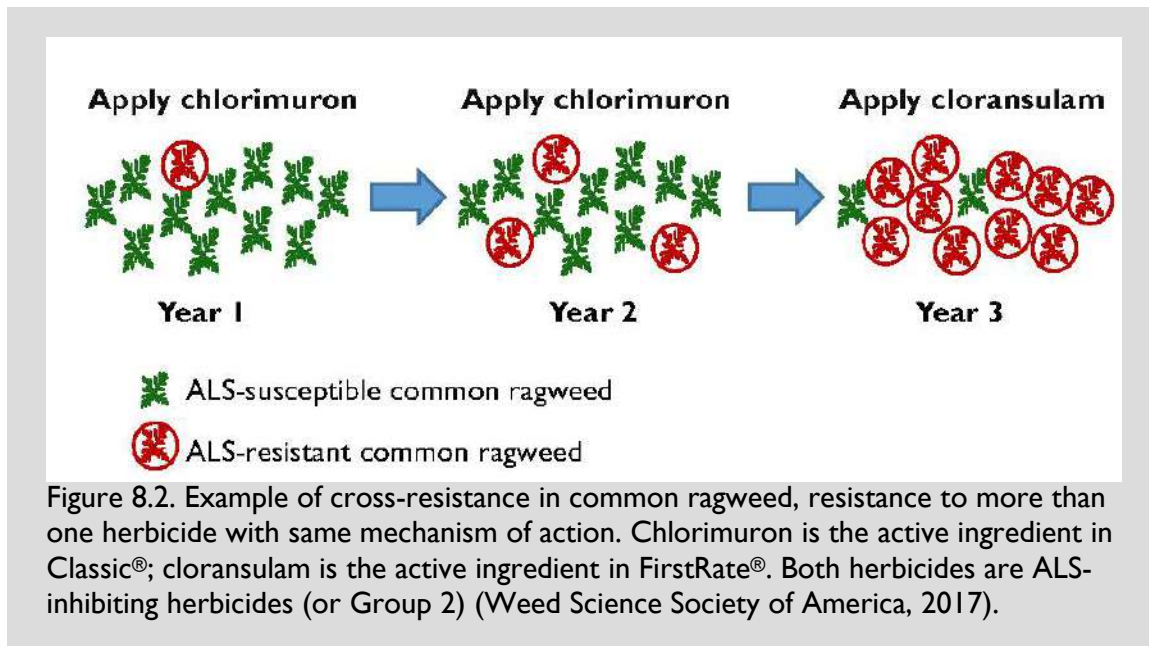 Apply chlorimuron
Apply chlorimuron
Apply cloransulam
Year 1
Year 2
Year 3
ALS-susceptible common ragweed
ALS-resistant common ragweed
Figure 8.2. Example of cross-resistance in common ragweed, resistance to more than
one herbicide with same mechanism of action. Chlorimuron is the active ingredient in
Classic®; cloransulam is the active ingredient in FirstRate®. Both herbicides are ALS-
inhibiting herbicides (or Group 2) (Weed Science Society of America, 2017).